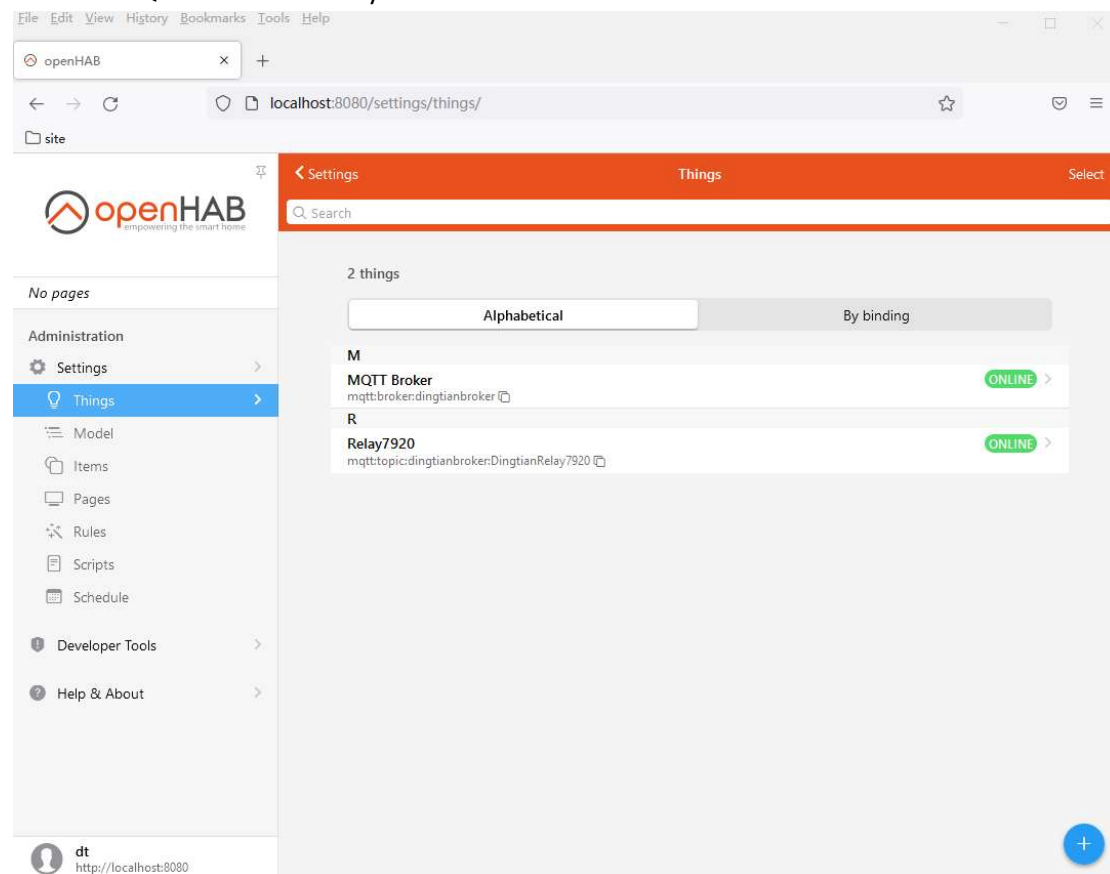 File Edit View History Bookmarks Tools Help
openHAB
localhost:8080/settings/things/
site
openHAB
empowering the smart home
No pages
Administration
Settings
Things
Model
Items
Pages
Rules
Scripts
Schedule
Developer Tools
Help & About
dt
http://localhost:8080
Settings
Things
Select
Search
2 things
Alphabetical
By binding
M
MQTT Broker
ONLINE
mqtt:broker:dingtianbroker
R
Relay7920
ONLINE
mqtt:topic:dingtianbroker:DingtianRelay7920